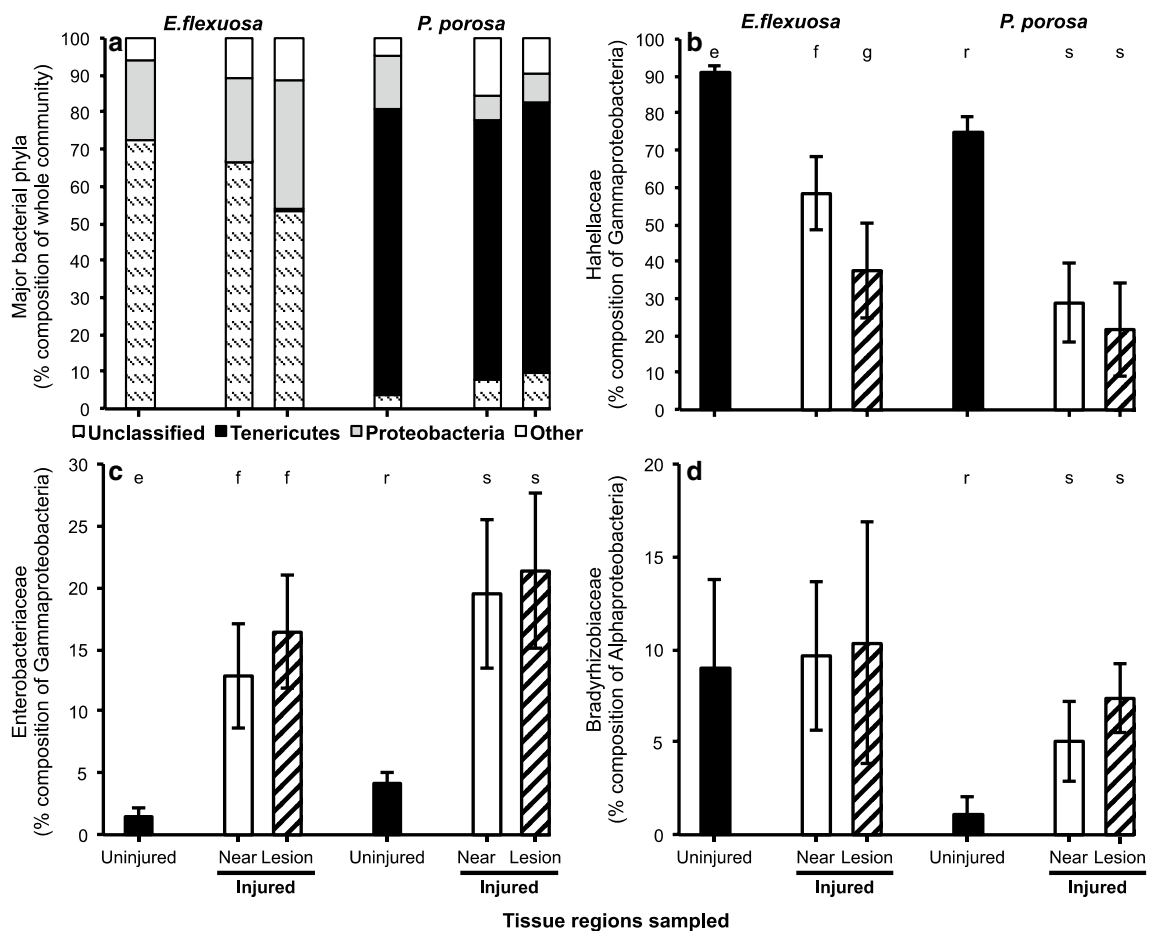 E.flexuosa P. porosa E.flexuosa P. porosa
a
100
90
80
70
60
50
40
30
20
10
0
Major bacterial phyla
(% composition of whole community)
Unclassified Tenericutes Proteobacteria Other
b
e f g r s s
100
90
80
70
60
50
40
30
20
10
0
Hahellaceae
(% composition of Gammaproteobacteria)
c
e f f r s s
30
25
20
15
10
5
0
Enterobacteriaceae
(% composition of Gammaproteobacteria)
Uninjured Near Lesion Uninjured Near Lesion
Injured Injured
d
r s s
20
15
10
5
0
Bradyrhizobiaceae
(% composition of Alphaproteobacteria)
Uninjured Near Lesion Uninjured Near Lesion
Injured Injured
Tissue regions sampled